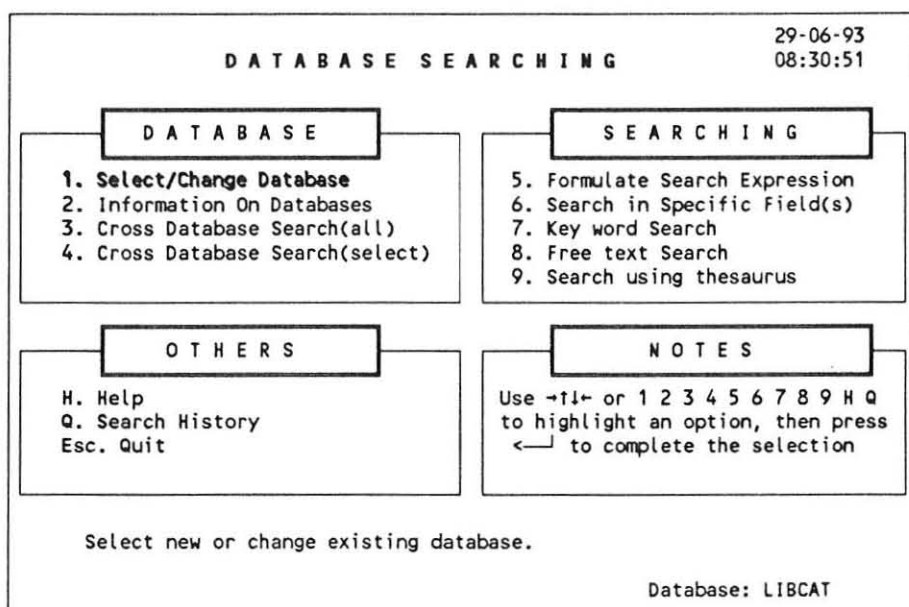 29-06-93
DATABASE SEARCHING
08:30:51
DATABASE
1. Select/Change Database
2. Information On Databases
3. Cross Database Search(all)
4. Cross Database Search(select)
SEARCHING
5. Formulate Search Expression
6. Search in Specific Field(s)
7. Key word Search
8. Free text Search
9. Search using thesaurus
OTHERS
H. Help
Q. Search History
Esc. Quit
NOTES
Use →↑↓← or 1 2 3 4 5 6 7 8 9 H Q
to highlight an option, then press
<—┘ to complete the selection
Select new or change existing database.
Database: LIBCAT